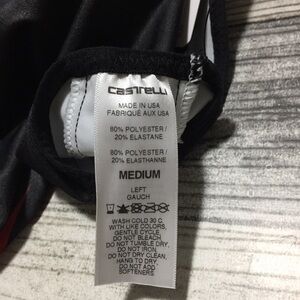 castelli
MADE IN USA
FABRIQUÉ AUX USA
80% POLYESTER /
20% ELASTANE
80% POLYESTER /
20% ELASTHANNE
MEDIUM
LEFT
GAUCH
WASH COLD 30 C
WITH LIKE COLORS,
GENTLE CYCLE.
DO NOT BLEACH.
DO NOT TUMBLE DRY.
DO NOT IRON.
DO NOT DRY CLEAN.
HANG TO DRY.
DO NOT ADD
SOFTENERS